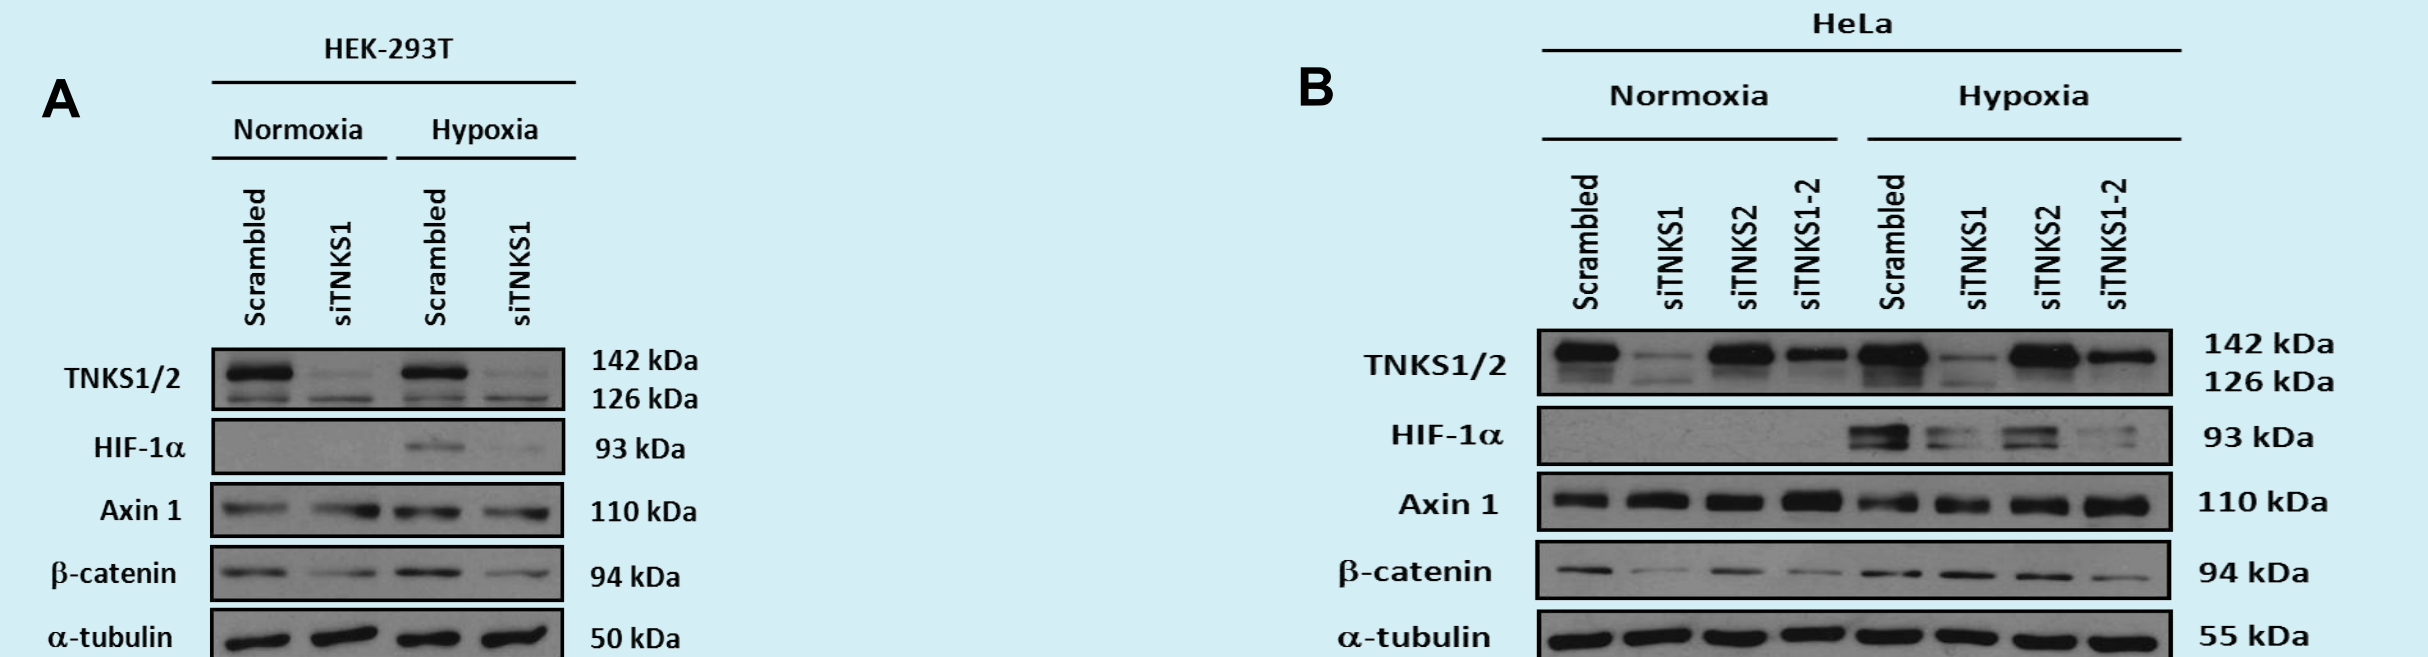 A
HEK-293T
Normoxia Hypoxia
Scrambled siTNKS1 Scrambled siTNKS1
TNKS1/2 142 kDa
126 kDa
HIF-1α 93 kDa
Axin 1 110 kDa
β-catenin 94 kDa
α-tubulin 50 kDa
B
HeLa
Normoxia Hypoxia
Scrambled siTNKS1 siTNKS2 siTNKS1-2 Scrambled siTNKS1 siTNKS2 siTNKS1-2
TNKS1/2 142 kDa
126 kDa
HIF-1α 93 kDa
Axin 1 110 kDa
β-catenin 94 kDa
α-tubulin 55 kDa